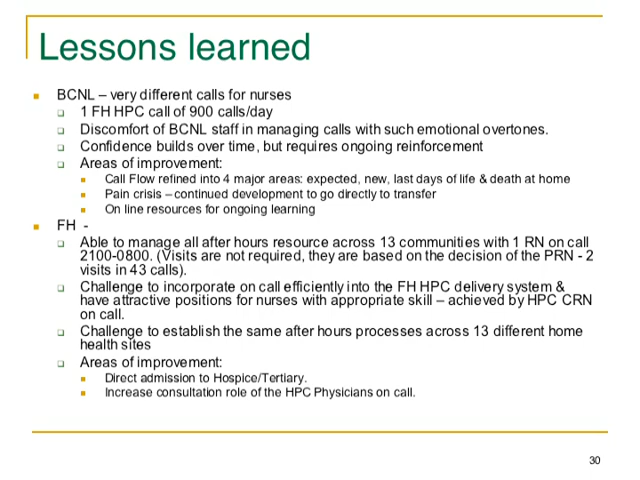 Lessons learned
BCNL – very different calls for nurses
1 FH HPC call of 900 calls/day
Discomfort of BCNL staff in managing calls with such emotional overtones.
Confidence builds over time, but requires ongoing reinforcement
Areas of improvement:
Call Flow refined into 4 major areas: expected, new, last days of life & death at home
Pain crisis – continued development to go directly to transfer
On line resources for ongoing learning
FH -
Able to manage all after hours resource across 13 communities with 1 RN on call
2100-0800. (Visits are not required, they are based on the decision of the PRN - 2
visits in 43 calls).
Challenge to incorporate on call efficiently into the FH HPC delivery system &
have attractive positions for nurses with appropriate skill – achieved by HPC CRN
on call.
Challenge to establish the same after hours processes across 13 different home
health sites
Areas of improvement:
Direct admission to Hospice/Tertiary.
Increase consultation role of the HPC Physicians on call.
30